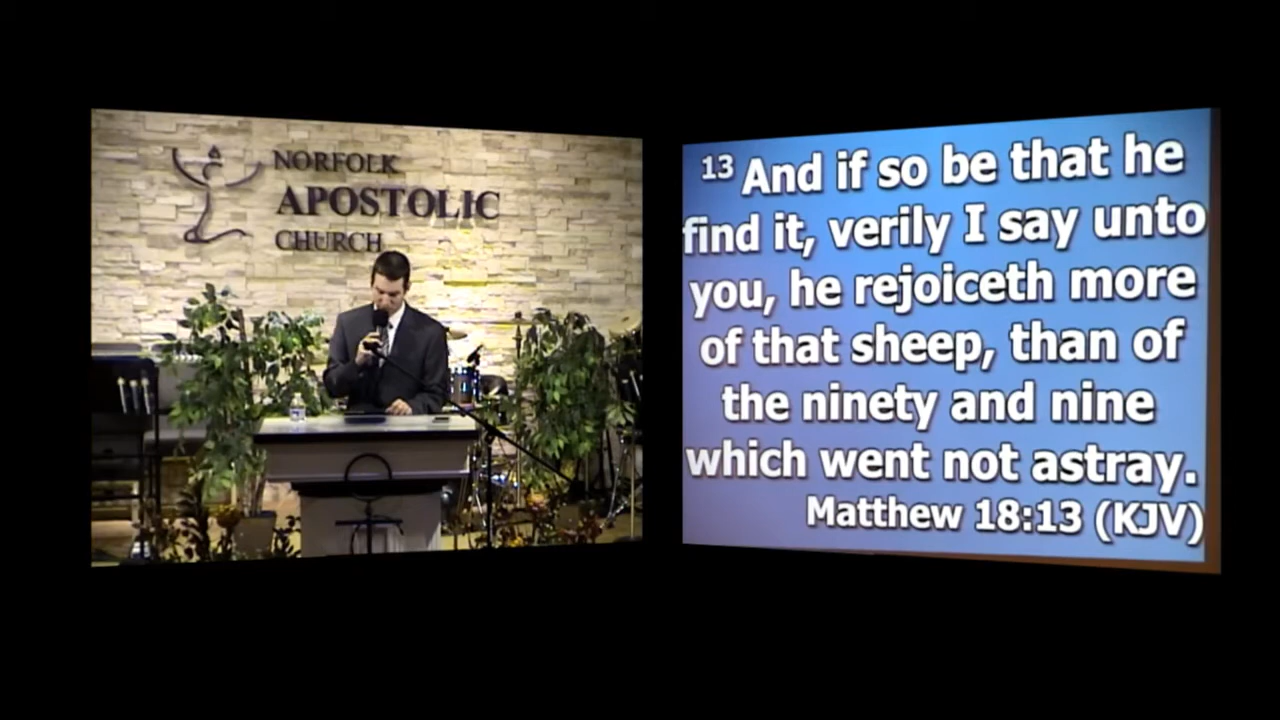 NORFOLK
APOSTOLIC
CHURCH
13 And if so be that he
find it, verily I say unto
you, he rejoiceth more
of that sheep, than of
the ninety and nine
which went not astray.
Matthew 18:13 (KJV)